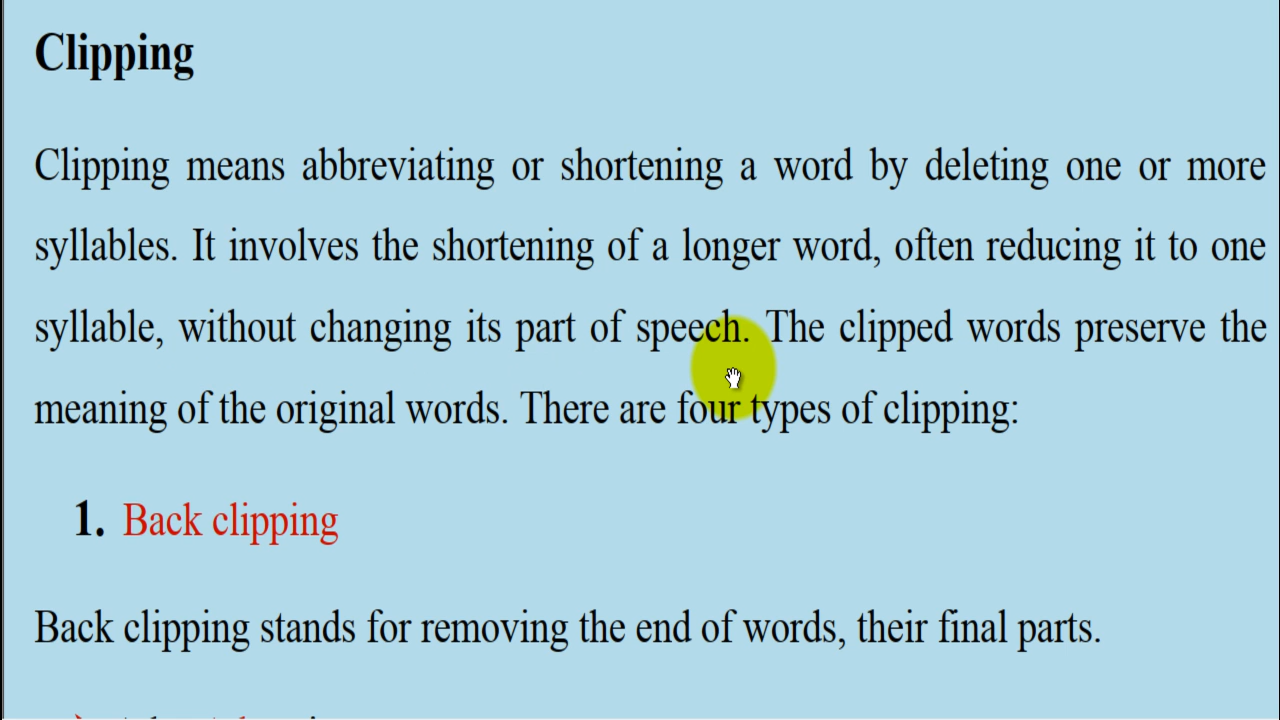 Clipping
Clipping means abbreviating or shortening a word by deleting one or more
syllables. It involves the shortening of a longer word, often reducing it to one
syllable, without changing its part of speech. The clipped words preserve the
meaning of the original words. There are four types of clipping:
1. Back clipping
Back clipping stands for removing the end of words, their final parts.